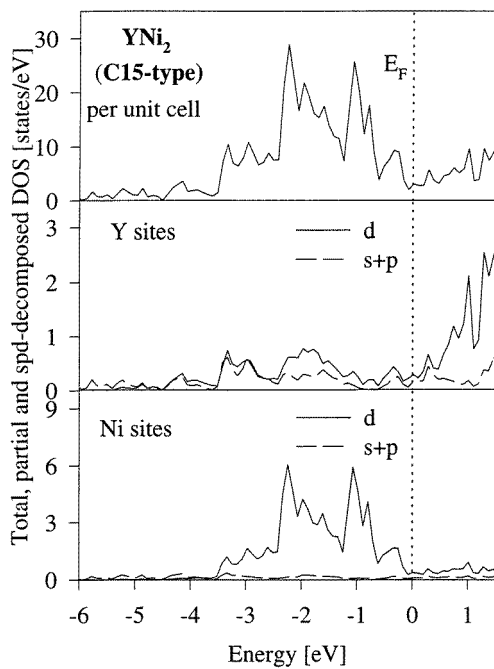 Total, partial and spd-decomposed DOS [states/eV]
35
30
20
10
0
YNi₂
(C15-type)
per unit cell
E_F
3
2
1
0
Y sites
d
s+p
9
6
3
0
Ni sites
d
s+p
-6 -5 -4 -3 -2 -1 0 1
Energy [eV]